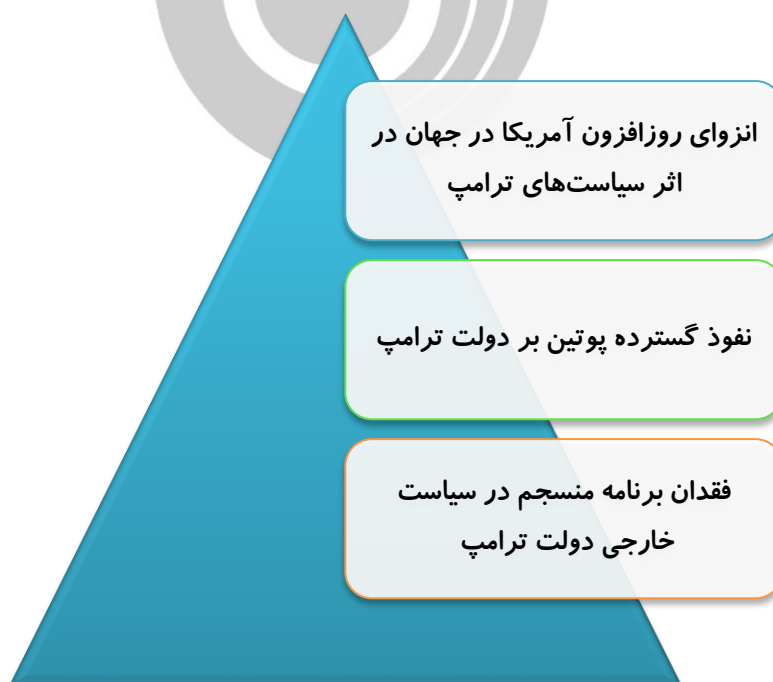 انزوای روزافزون آمریکا در جهان در
اثر سیاست‌های ترامپ
نفوذ گسترده پوتین بر دولت ترامپ
فقدان برنامه منسجم در سیاست
خارجی دولت ترامپ